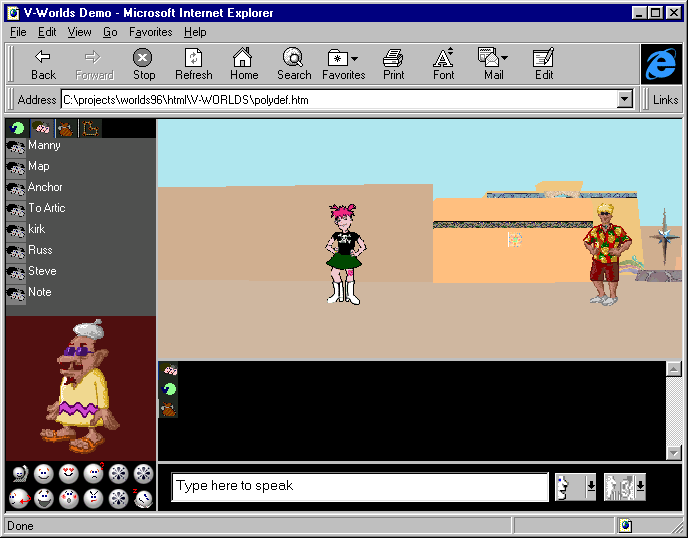 V-Worlds Demo - Microsoft Internet Explorer
File Edit View Go Favorites Help
Back Forward Stop Refresh Home Search Favorites Print Font Mail Edit
Address C:\projects\worlds96\html\V-WORLDS\polydef.htm Links
Manny
Map
Anchor
To Artic
kirk
Russ
Steve
Note
Type here to speak
Done